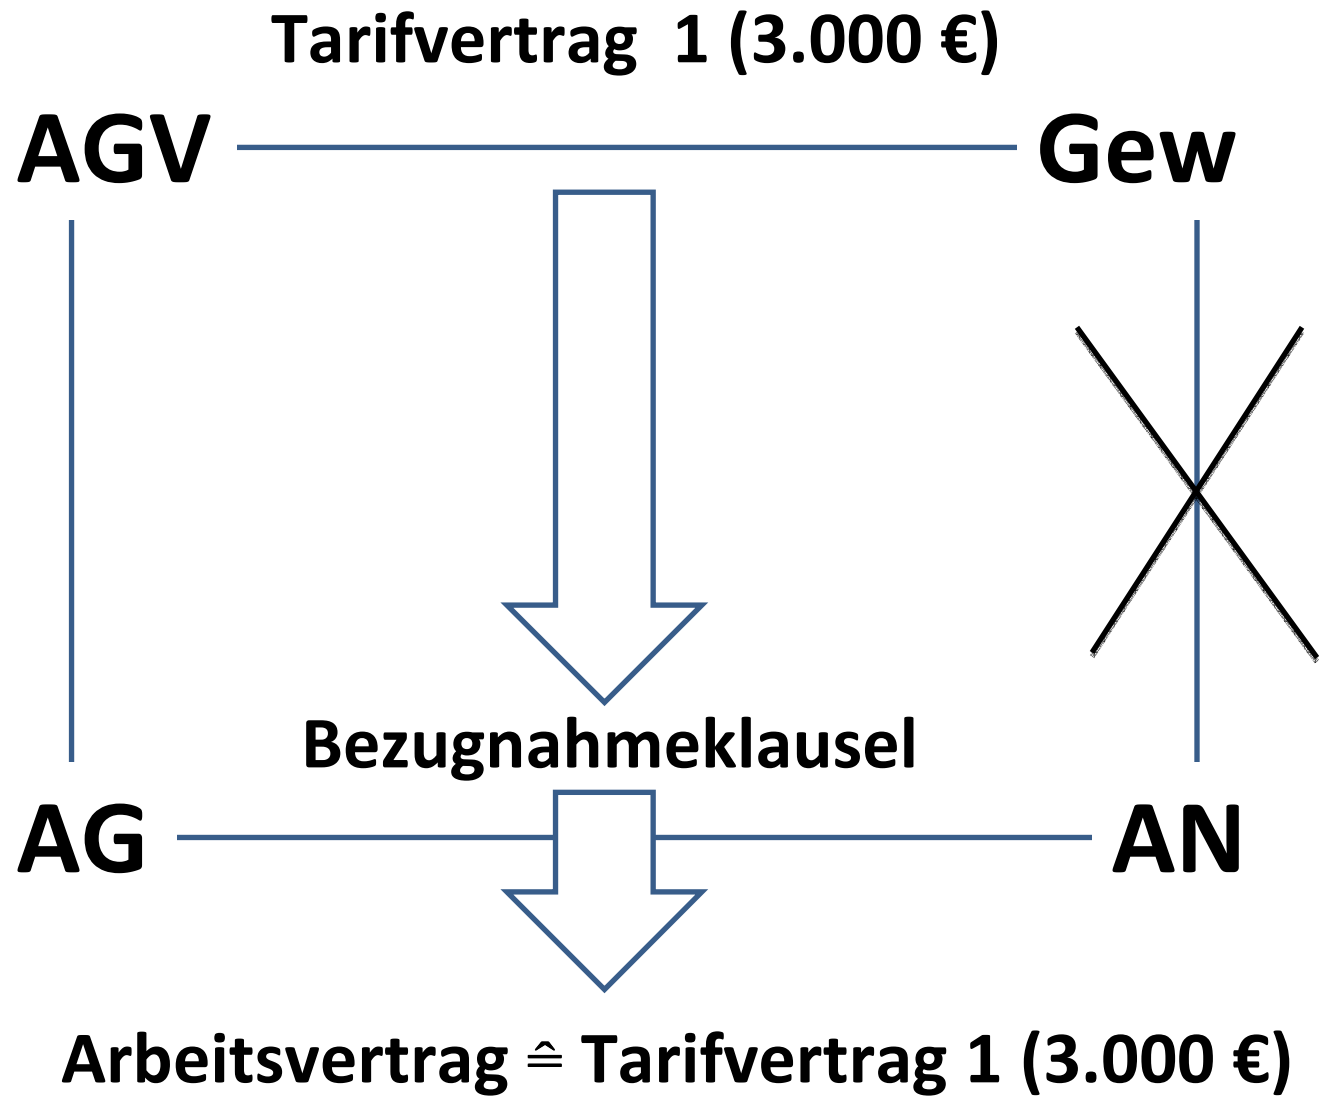 Tarifvertrag 1 (3.000 €)
AGV
Gew
Bezugnahmeklausel
AG
AN
Arbeitsvertrag ≙ Tarifvertrag 1 (3.000 €)